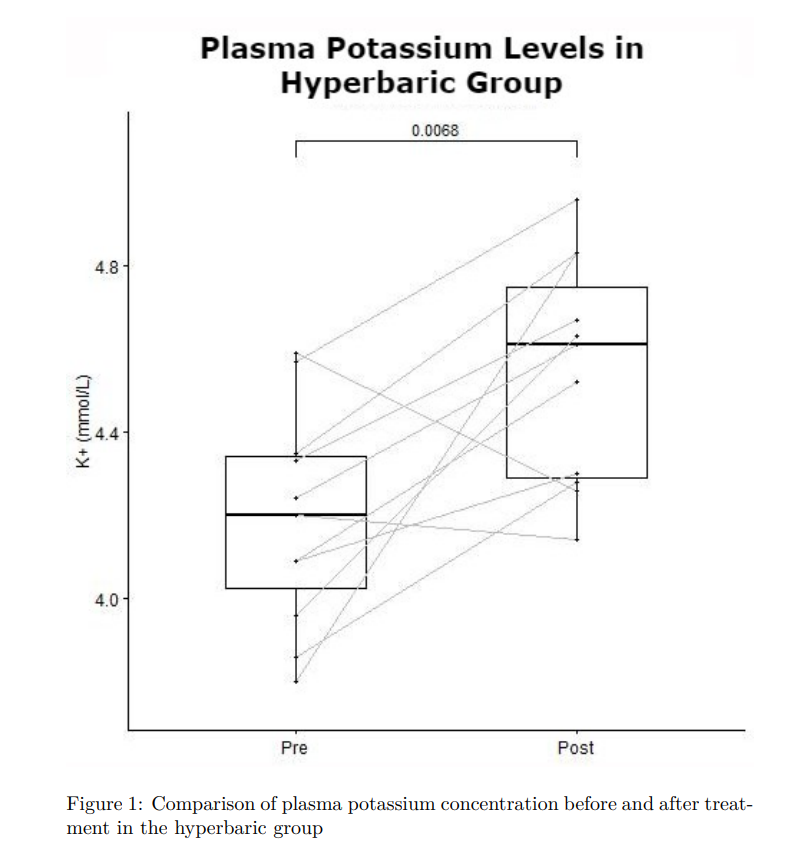 Plasma Potassium Levels in
Hyperbaric Group
0.0068
4.8
4.4
4.0
K+ (mmol/L)
Pre
Post
Figure 1: Comparison of plasma potassium concentration before and after treat-
ment in the hyperbaric group